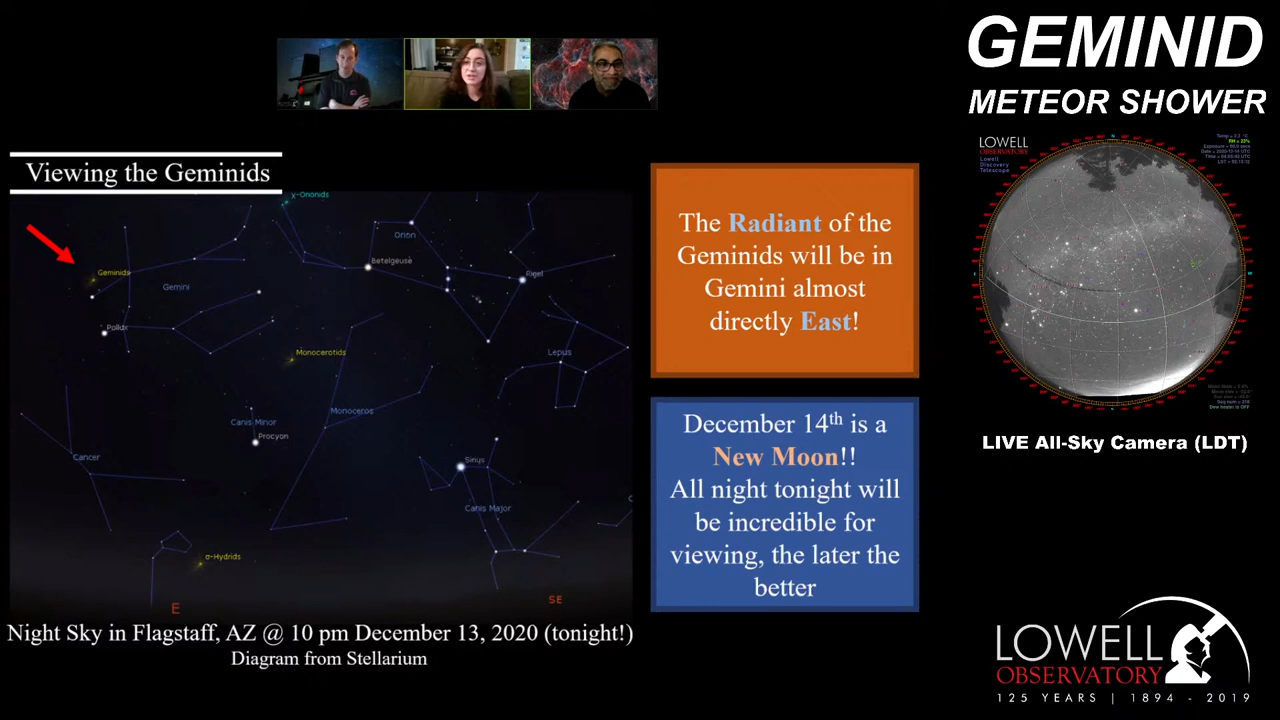 GEMINID
METEOR SHOWER
Viewing the Geminids
χ-Orionids
Orion
Betelgeuse
Rigel
Geminids
Gemini
Pollux
Monocerotids
Lepus
Canis Minor
Monoceros
Procyon
Cancer
Sirius
Canis Major
σ-Hydrids
E
SE
Night Sky in Flagstaff, AZ @ 10 pm December 13, 2020 (tonight!)
Diagram from Stellarium
The Radiant of the
Geminids will be in
Gemini almost
directly East!
December 14th is a
New Moon!!
All night tonight will
be incredible for
viewing, the later the
better
LOWELL
OBSERVATORY
Lowell
Discovery
Telescope
LIVE All-Sky Camera (LDT)
LOWELL
OBSERVATORY
125 YEARS | 1894 - 2019